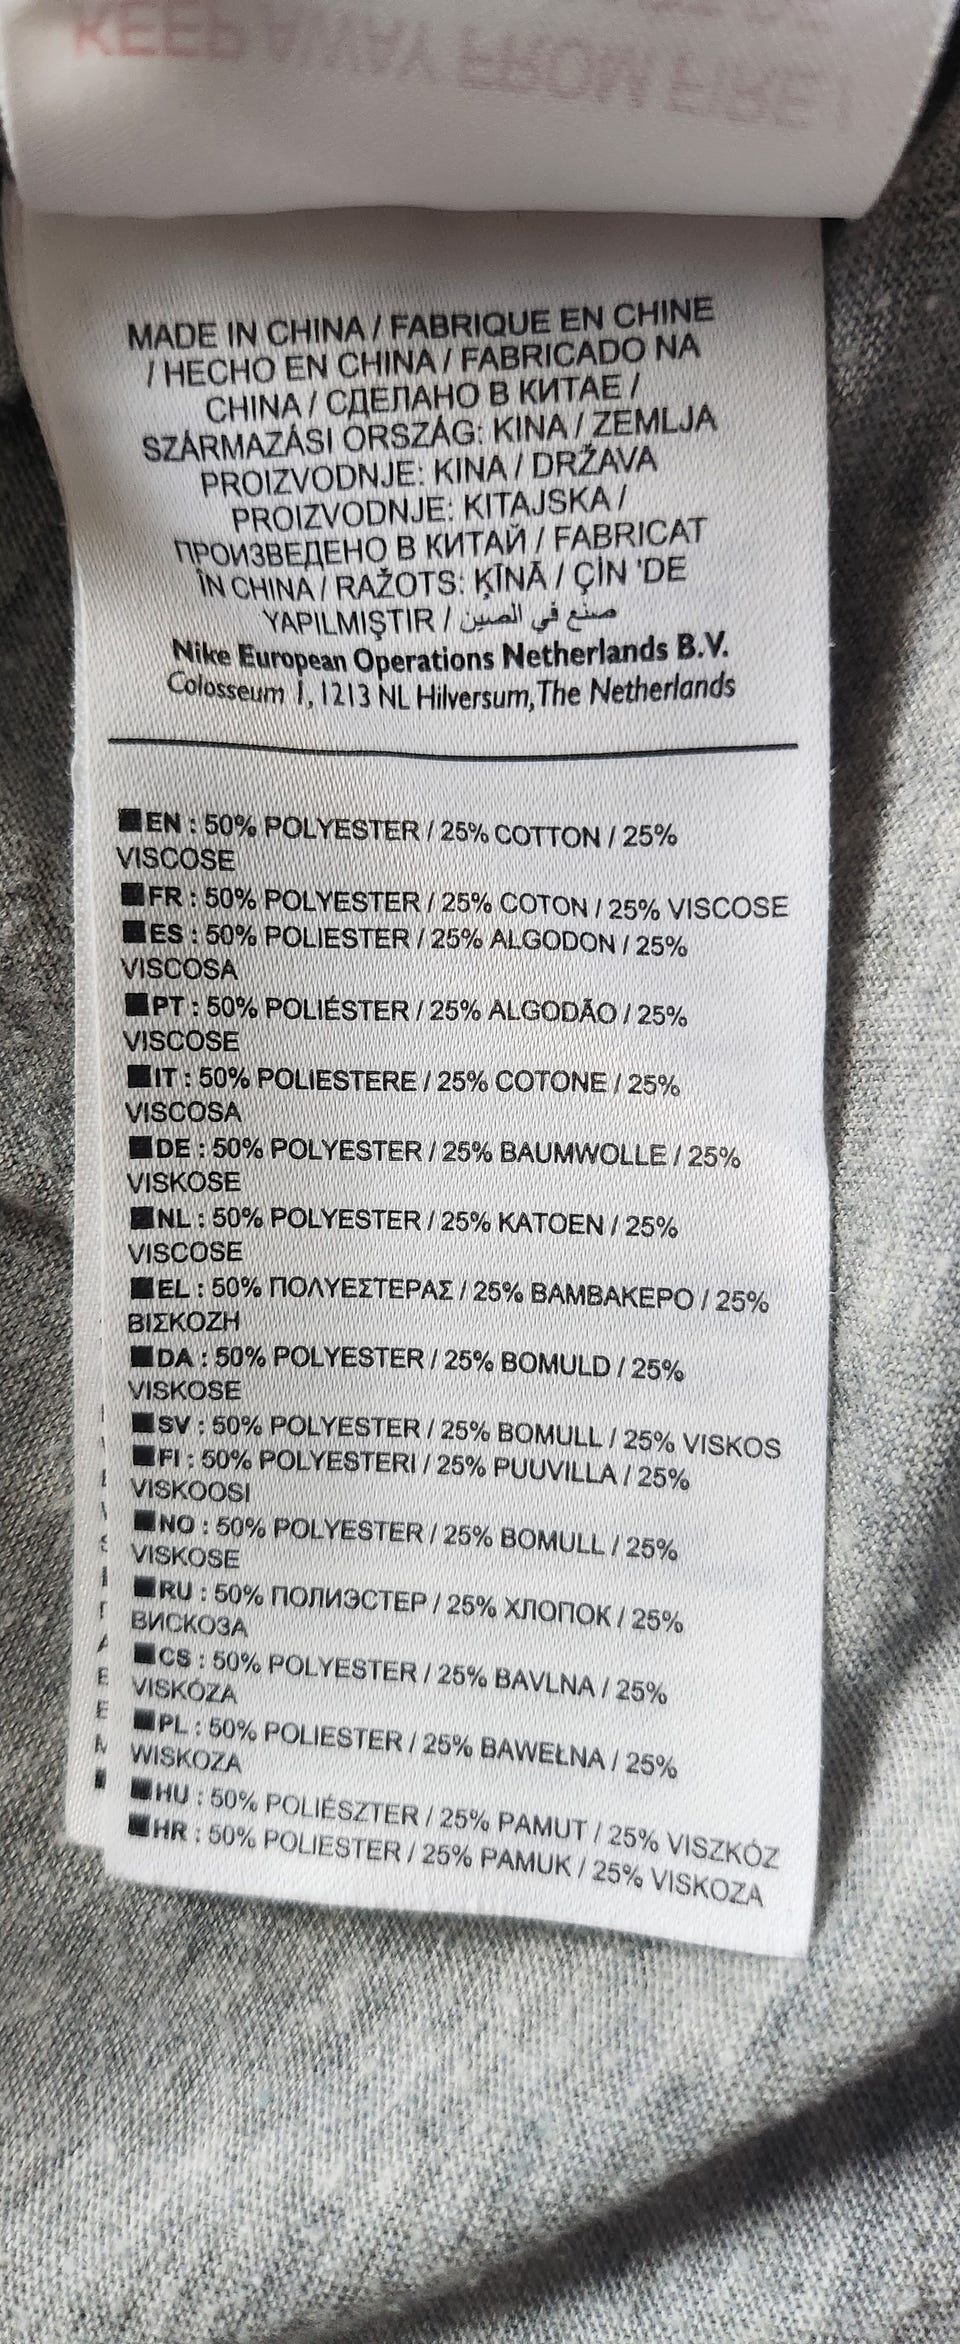 KEEP AWAY FROM FIRE
MADE IN CHINA / FABRIQUE EN CHINE
/ HECHO EN CHINA / FABRICADO NA
CHINA / СДЕЛАНО В КИТАЕ /
SZÁRMAZÁSI ORSZÁG: KINA / ZEMLJA
PROIZVODNJE: KINA / DRŽAVA
PROIZVODNJE: KITAJSKA /
ПРОИЗВЕДЕНО В КИТАЙ / FABRICAT
ÎN CHINA / RAŽOTS: ĶĪNĀ / ÇİN 'DE
YAPILMIŞTIR / صنع في الصين
Nike European Operations Netherlands B.V.
Colosseum 1, 1213 NL Hilversum, The Netherlands
■EN : 50% POLYESTER / 25% COTTON / 25%
VISCOSE
■FR : 50% POLYESTER / 25% COTON / 25% VISCOSE
■ES : 50% POLIESTER / 25% ALGODON / 25%
VISCOSA
■PT : 50% POLIÉSTER / 25% ALGODÃO / 25%
VISCOSE
■IT : 50% POLIESTERE / 25% COTONE / 25%
VISCOSA
■DE : 50% POLYESTER / 25% BAUMWOLLE / 25%
VISKOSE
■NL : 50% POLYESTER / 25% KATOEN / 25%
VISCOSE
■EL : 50% ΠΟΛΥΕΣΤΕΡΑΣ / 25% ΒΑΜΒΑΚΕΡΟ / 25%
ΒΙΣΚΟΖΗ
■DA : 50% POLYESTER / 25% BOMULD / 25%
VISKOSE
■SV : 50% POLYESTER / 25% BOMULL / 25% VISKOS
■FI : 50% POLYESTERI / 25% PUUVILLA / 25%
VISKOOSI
■NO : 50% POLYESTER / 25% BOMULL / 25%
VISKOSE
■RU : 50% ПОЛИЭСТЕР / 25% ХЛОПОК / 25%
ВИСКОЗА
■CS : 50% POLYESTER / 25% BAVLNA / 25%
VISKÓZA
■PL : 50% POLIESTER / 25% BAWEŁNA / 25%
WISKOZA
■HU : 50% POLIÉSZTER / 25% PAMUT / 25% VISZKÓZ
■HR : 50% POLIESTER / 25% PAMUK / 25% VISKOZA